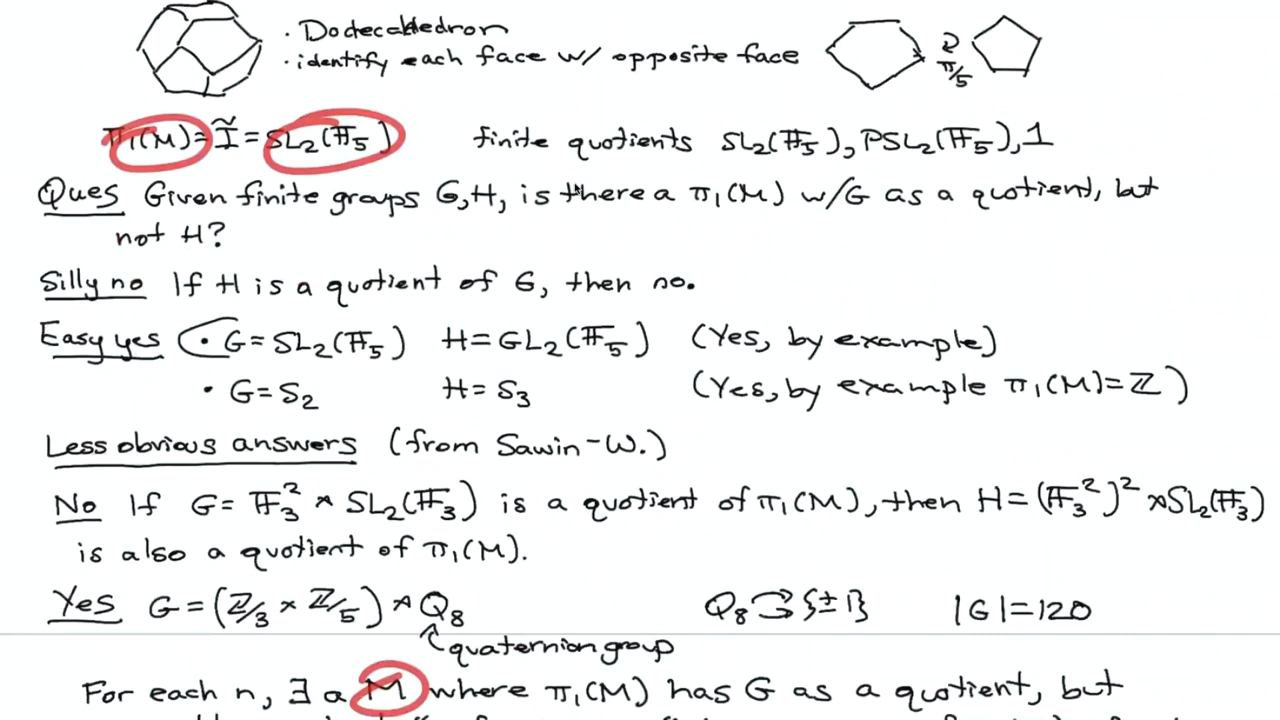 · Dodecahedron
· identify each face w/ opposite face π/5
π₁(M) = Ĩ = SL₂(𝔽₅) finite quotients SL₂(𝔽₅), PSL₂(𝔽₅), 1
Ques Given finite groups G, H, is there a π₁(M) w/ G as a quotient, but
not H?
Silly no If H is a quotient of G, then no.
Easy yes · G = SL₂(𝔽₅) H = GL₂(𝔽₅) (Yes, by example)
· G = S₂ H = S₃ (Yes, by example π₁(M) = ℤ)
Less obvious answers (from Sawin-W.)
No If G = 𝔽₃² ⋊ SL₂(𝔽₃) is a quotient of π₁(M), then H = (𝔽₃²)² ⋊ SL₂(𝔽₃)
is also a quotient of π₁(M).
Yes G = (ℤ/3 × ℤ/5) ⋊ Q₈ Q₈ {±1} |G| = 120
quaternion group
For each n, ∃ a M where π₁(M) has G as a quotient, but